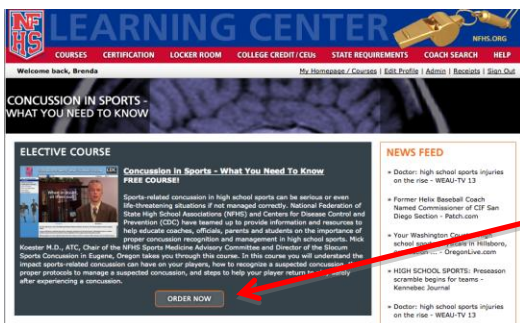 NF
HS
LEARNING CENTER
NFHS.ORG
COURSES CERTIFICATION LOCKER ROOM COLLEGE CREDIT / CEUs STATE REQUIREMENTS COACH SEARCH HELP
Welcome back, Brenda
My Homepage / Courses | Edit Profile | Admin | Receipts | Sign Out
CONCUSSION IN SPORTS -
WHAT YOU NEED TO KNOW
ELECTIVE COURSE
Concussion in Sports - What You Need To Know
FREE COURSE!
Sports-related concussion in high school sports can be serious or even
life-threatening situations if not managed correctly. National Federation of
State High School Associations (NFHS) and Centers for Disease Control and
Prevention (CDC) have teamed up to provide information and resources to
help educate coaches, officials, parents and students on the importance of
proper concussion recognition and management in high school sports. Mick
Koester M.D., ATC, Chair of the NFHS Sports Medicine Advisory Committee and Director of the Slocum
Sports Concussion in Eugene, Oregon takes you through this course. In this course you will understand the
impact sports-related concussion can have on your players, how to recognize a suspected concussion, the
proper protocols to manage a suspected concussion, and steps to help your player return to play safely
after experiencing a concussion.
ORDER NOW
NEWS FEED
» Doctor: high school sports injuries
on the rise - WEAU-TV 13
» Former Helix Baseball Coach
Named Commissioner of CIF San
Diego Section - Patch.com
» Your Washington County high
school sports in Hillsboro,
- OregonLive.com
» HIGH SCHOOL SPORTS: Preseason
scramble begins for teams -
Kennebec Journal
» Doctor: high school sports injuries
on the rise - WEAU-TV 13